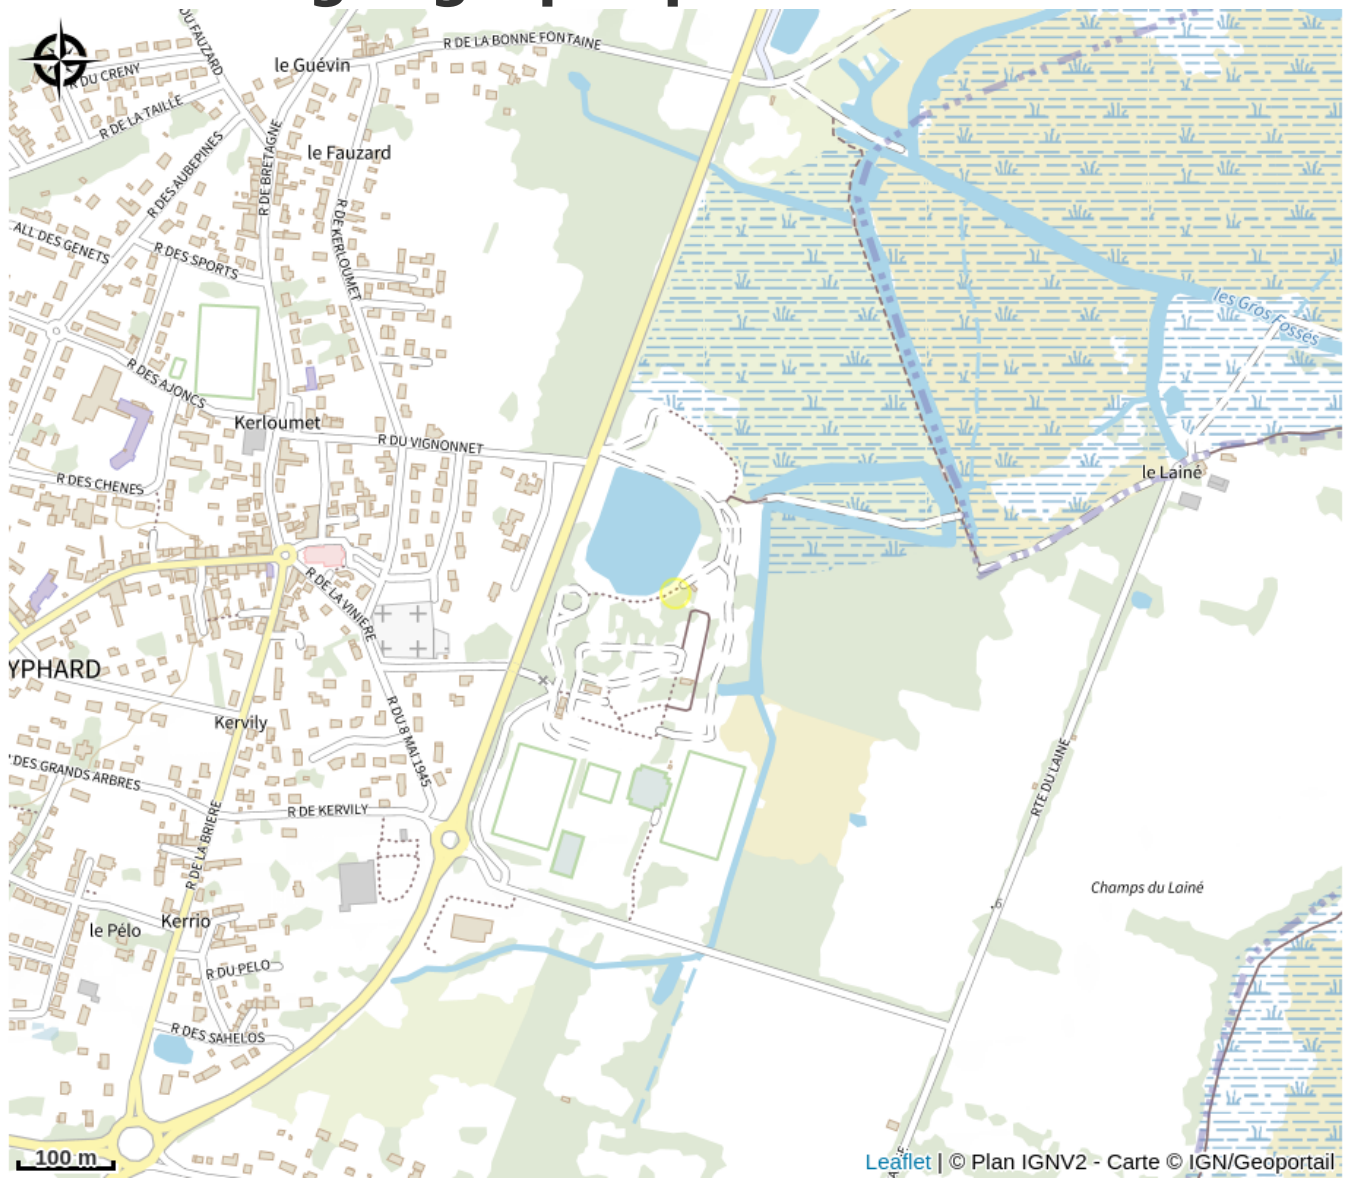 R DU FAUZARD
R DE LA BONNE FONTAINE
le Guévin
R DU CRENY
R DE LA TAILLE
le Fauzard
R DE BRETAGNE
R DES AUBEPINES
R DE KERLOUMET
ALL DES GENETS
R DES SPORTS
les Gros Fossés
R DES AJONCS
Kerloumet
R DU VIGNONNET
le Lainé
R DES CHENES
R DE LA VINIERE
YPHARD
Kervily
R DU 8 MAI 1945
DES GRANDS ARBRES
RTE DU LAINE
R DE KERVILY
R DE LA BRIERE
Champs du Lainé
6
Kerrio
le Pélo
R DU PELO
R DES SAHELOS
100 m
Leaflet | © Plan IGNV2 - Carte © IGN/Geoportail